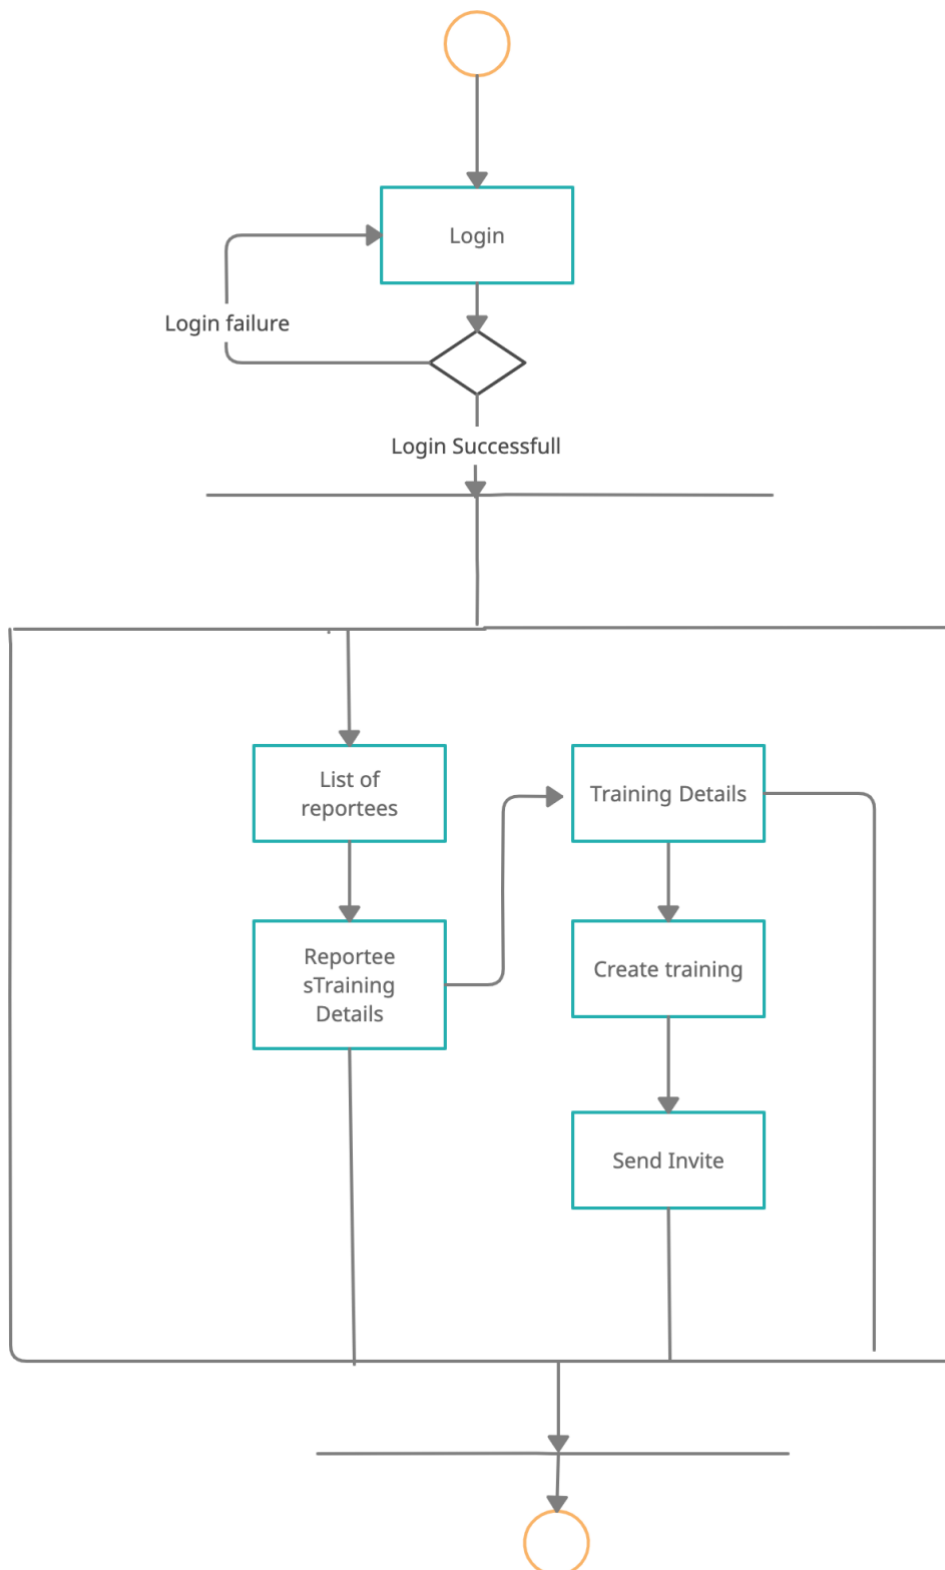 Login
Login failure
Login Successfull
List of
reportees
Training Details
Reportee
sTraining
Details
Create training
Send Invite